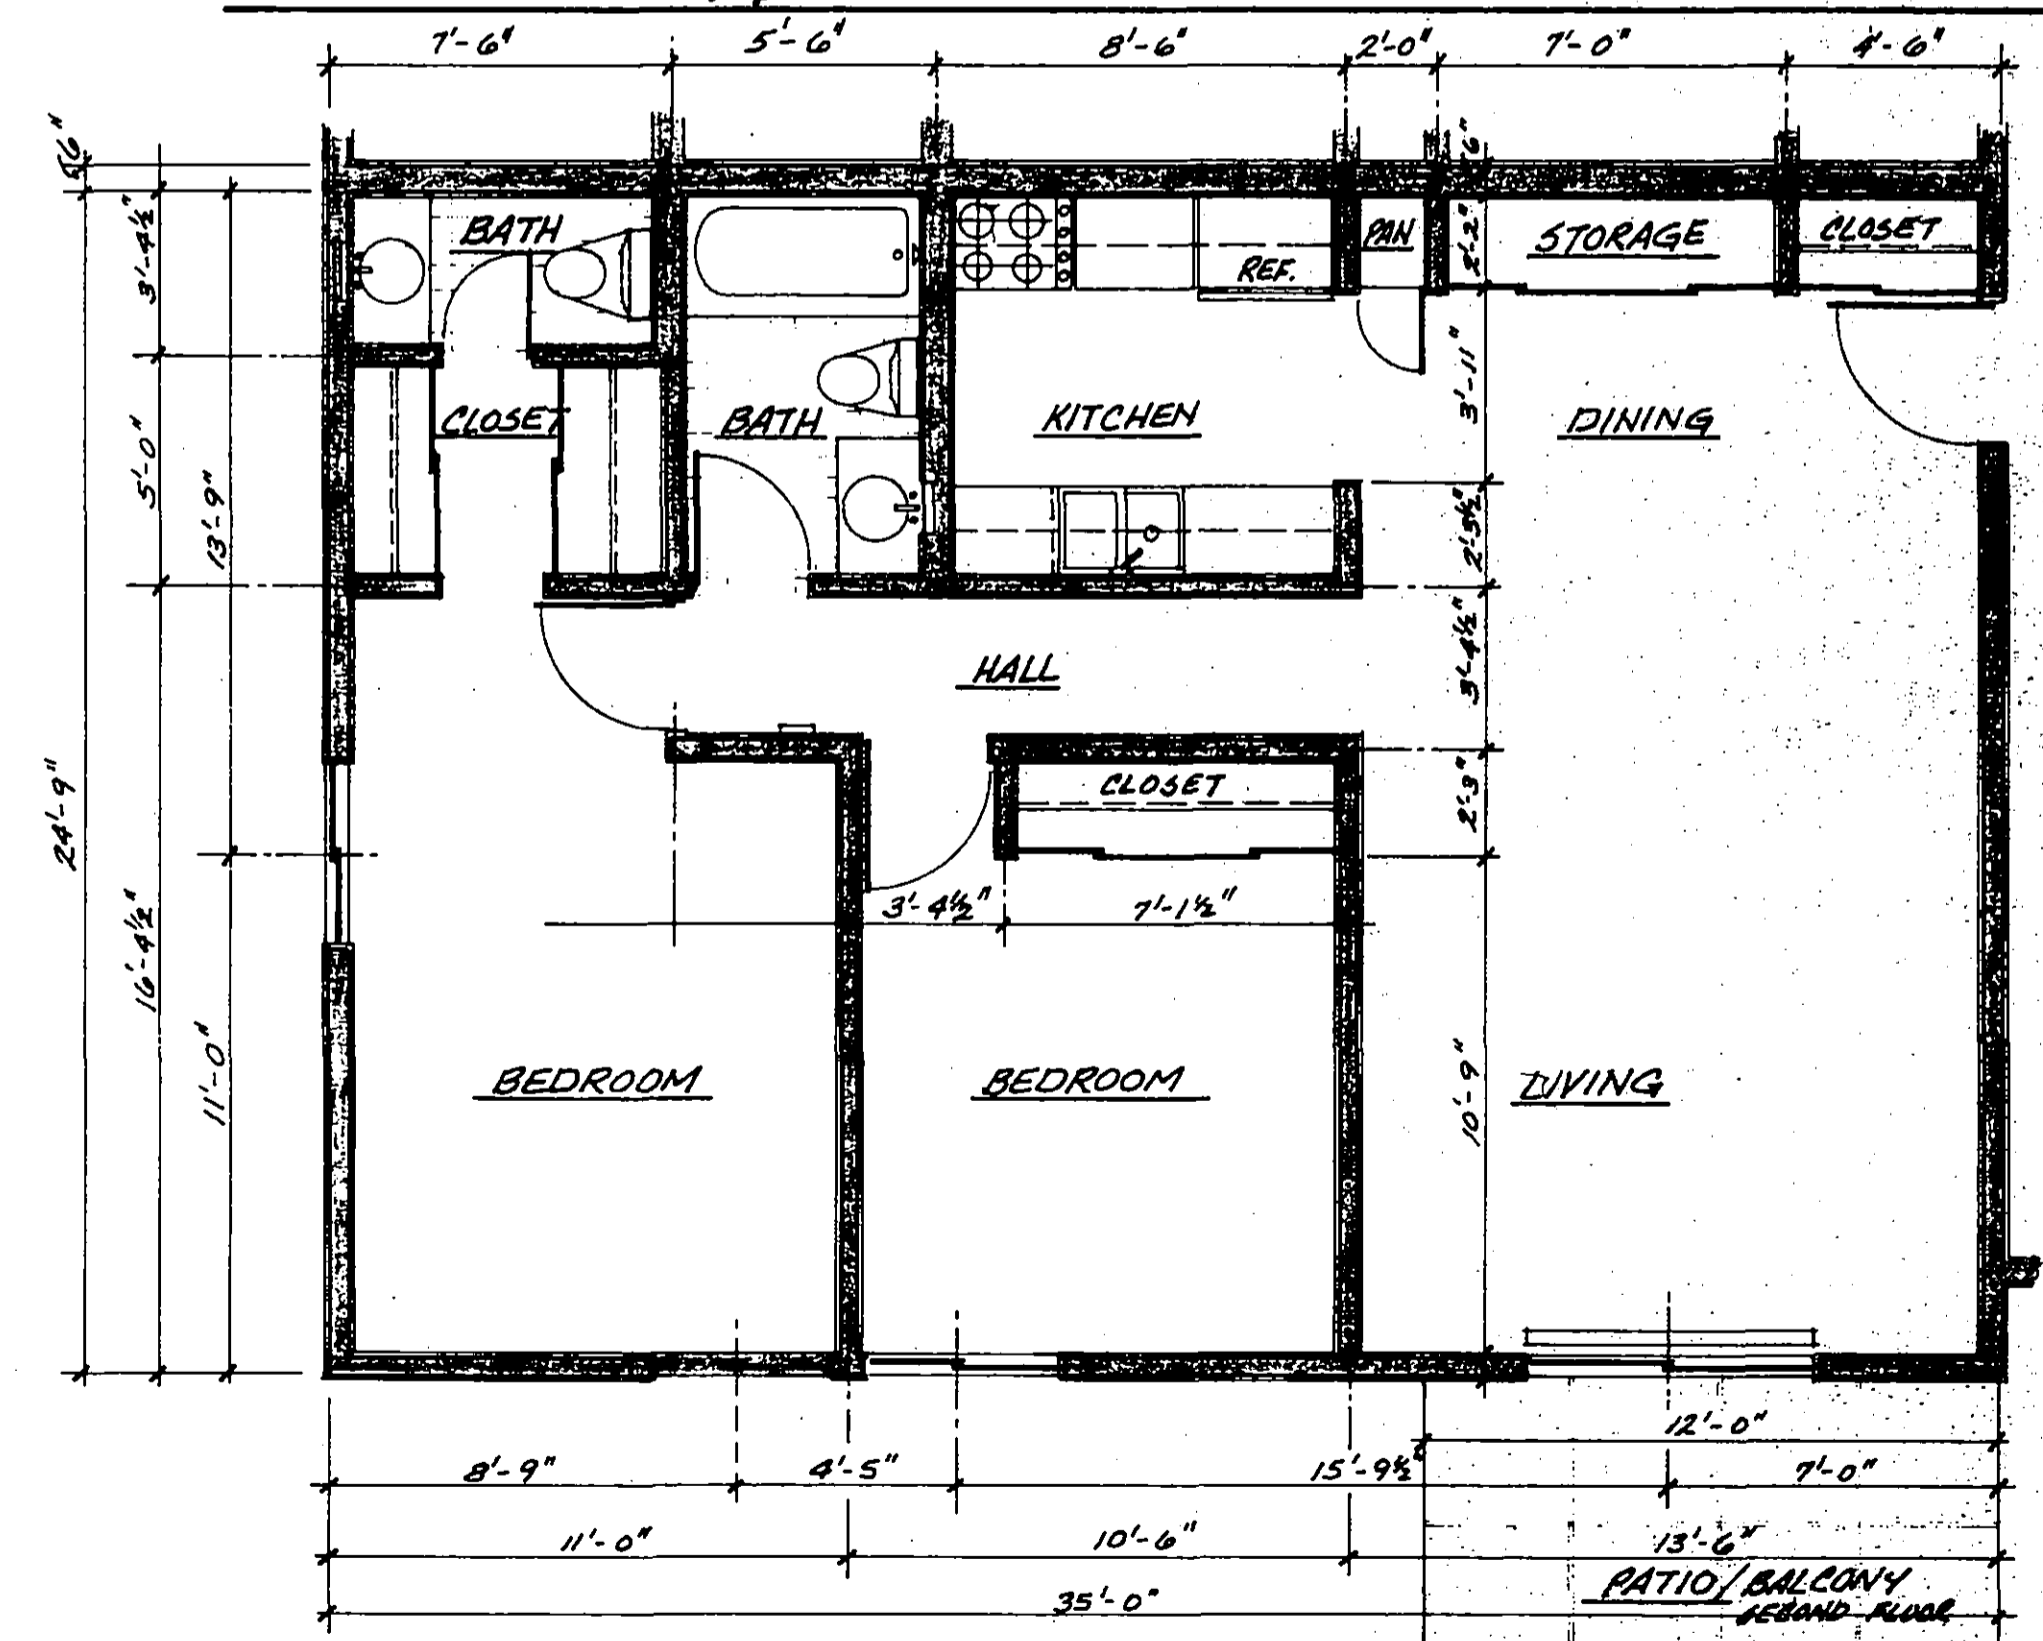 7'-6" 5'-6" 8'-6" 2'-0" 7'-0" 4'-6"
6" 6"
3'-4½" BATH PAN 2'-2" STORAGE CLOSET
REF.
5'-0" CLOSET BATH KITCHEN 3'-11" DINING
13'-9" 2'-5½"
HALL 3'-4½"
24'-9" CLOSET 2'-3"
16'-4½" 3'-4½" 7'-1½"
11'-0" BEDROOM BEDROOM 10'-9" LIVING
12'-0"
8'-9" 4'-5" 15'-9½" 7'-0"
11'-0" 10'-6" 13'-6"
35'-0" PATIO/BALCONY
SECOND FLOOR